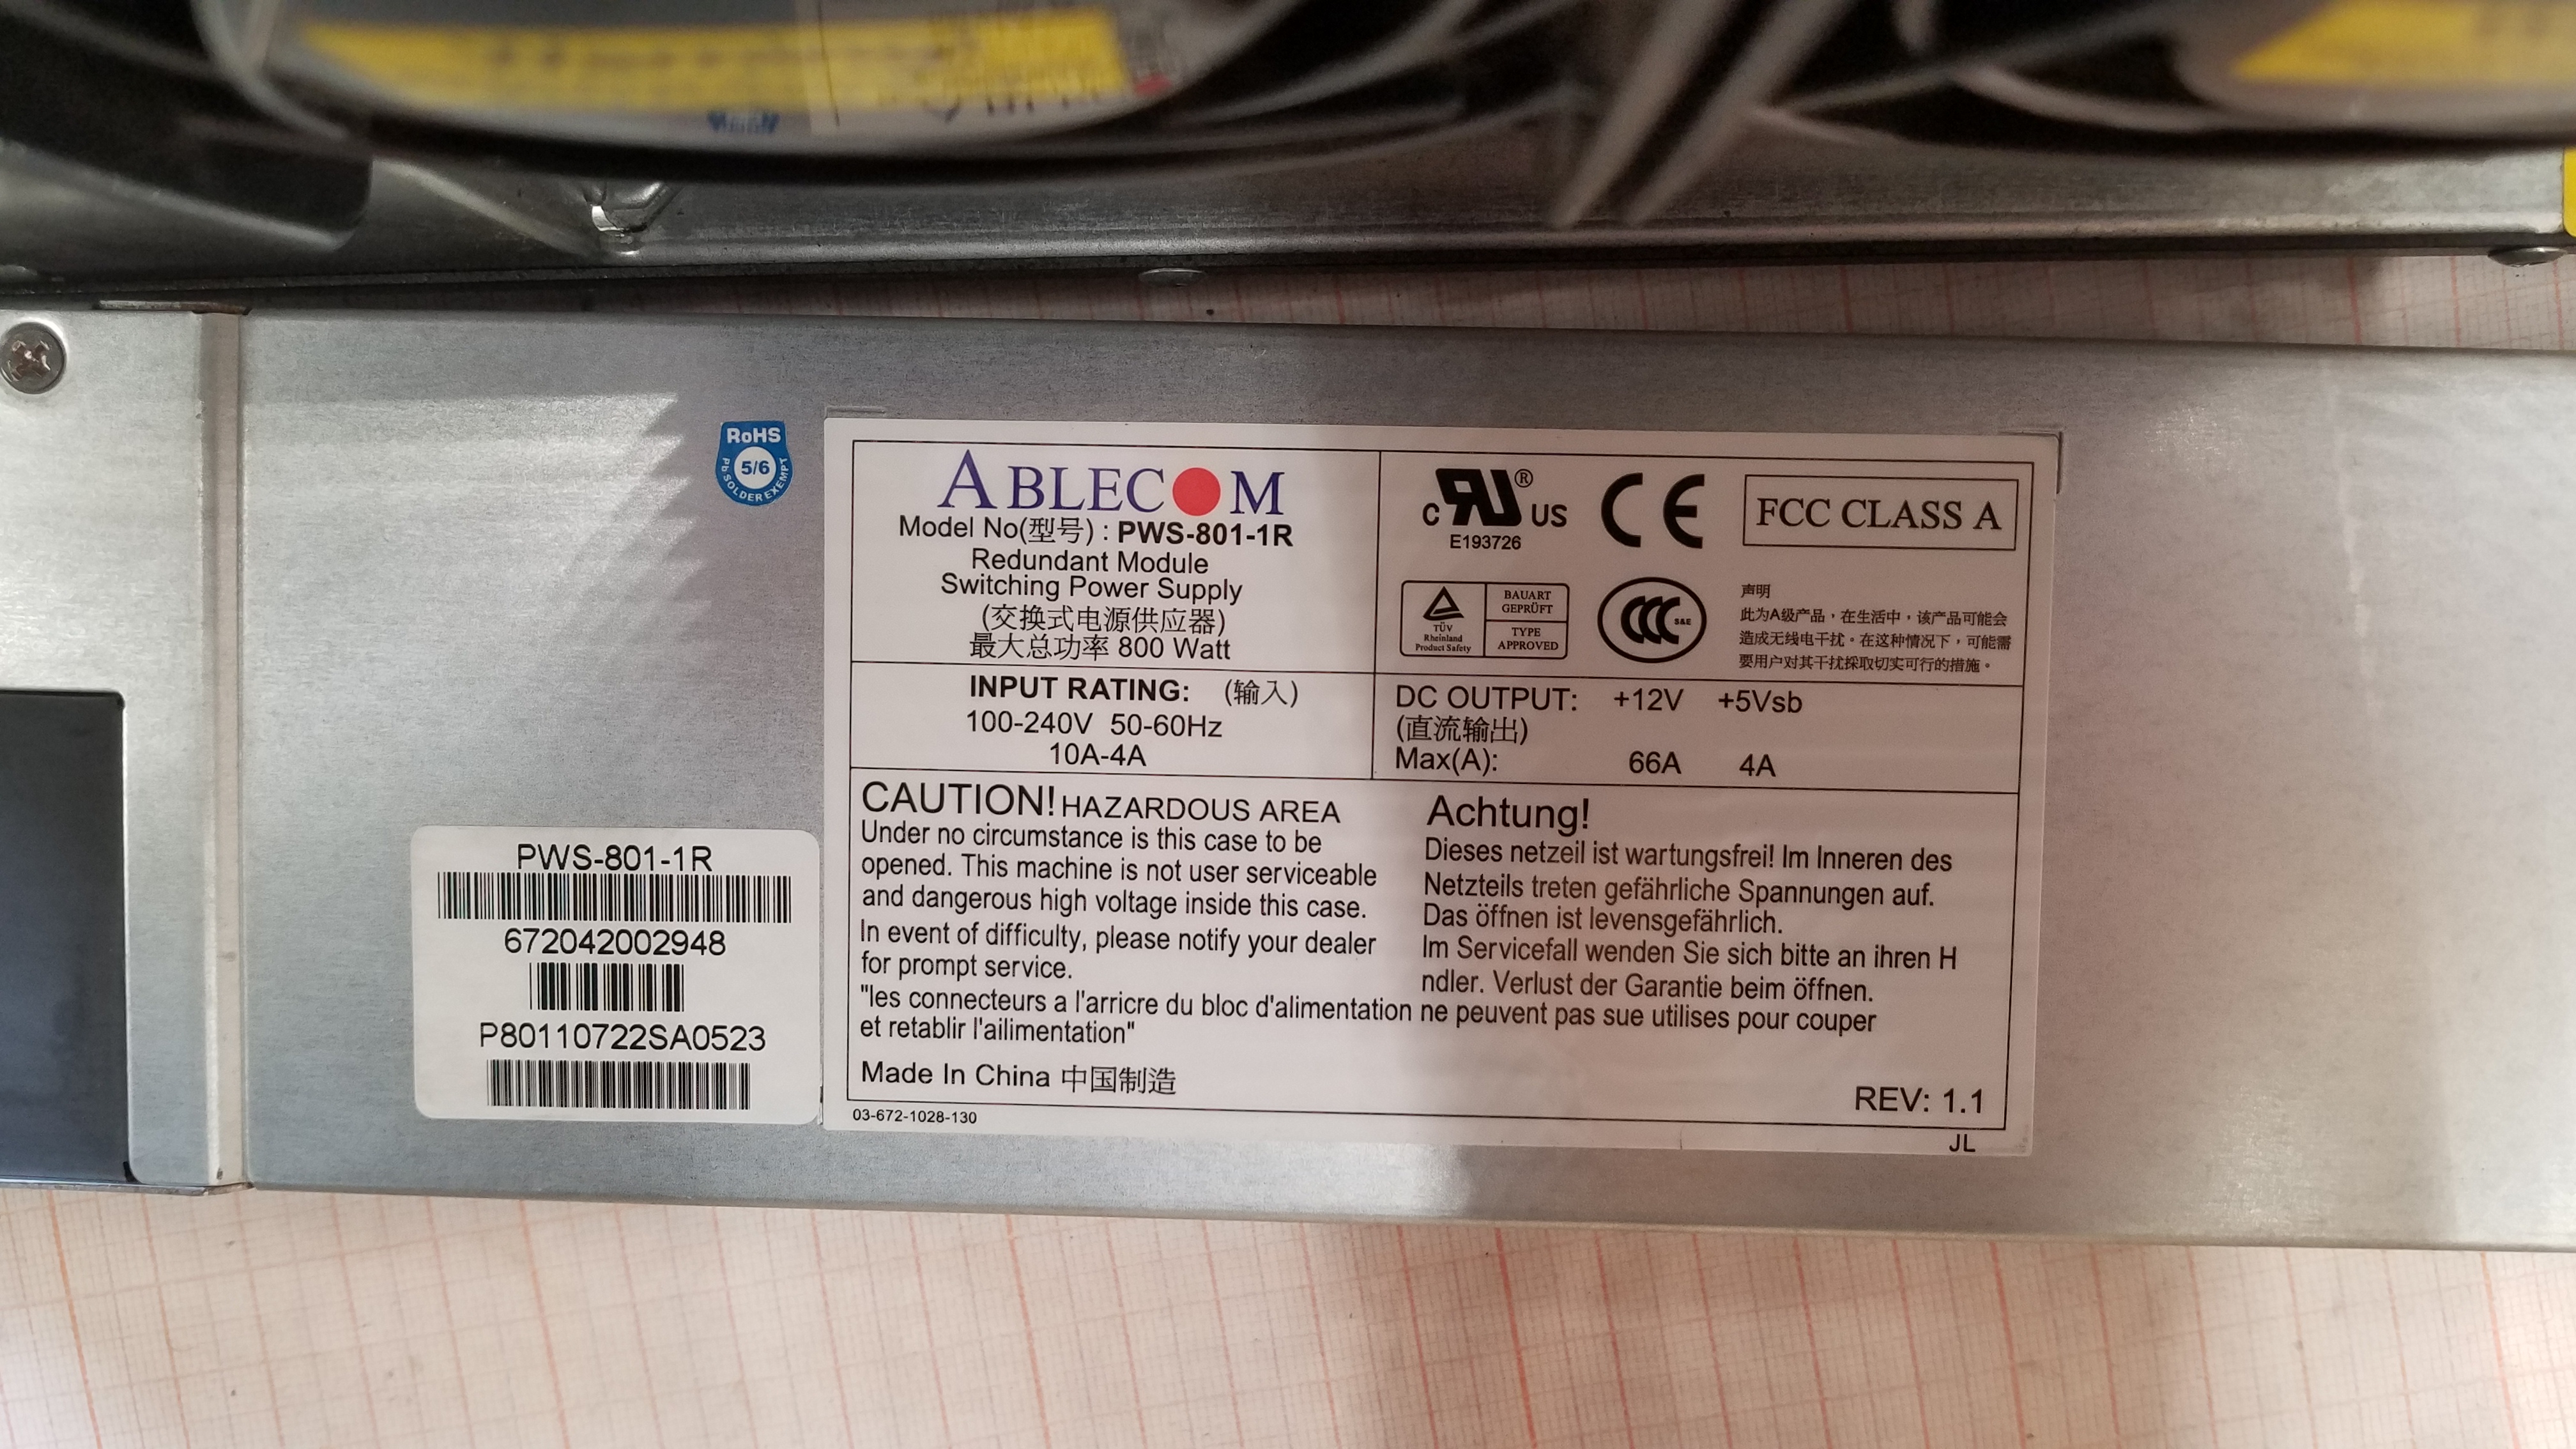 RoHS
5/6
Pb SOLDER EXEMPT
ABLECOM
Model No(型号) : PWS-801-1R
Redundant Module
Switching Power Supply
(交换式电源供应器)
最大总功率 800 Watt
C RU ® US
E193726
CE
FCC CLASS A
TÜV
Rheinland
Product Safety
BAUART
GEPRÜFT
TYPE
APPROVED
CCC S&E
声明
此为A级产品，在生活中，该产品可能会
造成无线电干扰。在这种情况下，可能需
要用户对其干扰采取切实可行的措施。
INPUT RATING: (输入)
100-240V 50-60Hz
10A-4A
DC OUTPUT: +12V +5Vsb
(直流输出)
Max(A): 66A 4A
CAUTION! HAZARDOUS AREA
Under no circumstance is this case to be
opened. This machine is not user serviceable
and dangerous high voltage inside this case.
In event of difficulty, please notify your dealer
for prompt service.
Achtung!
Dieses netzeil ist wartungsfrei! Im Inneren des
Netzteils treten gefährliche Spannungen auf.
Das öffnen ist levensgefährlich.
Im Servicefall wenden Sie sich bitte an ihren H
ndler. Verlust der Garantie beim öffnen.
"les connecteurs a l'arricre du bloc d'alimentation ne peuvent pas sue utilises pour couper
et retablir l'ailimentation"
Made In China 中国制造
REV: 1.1
03-672-1028-130
JL
PWS-801-1R
672042002948
P80110722SA0523